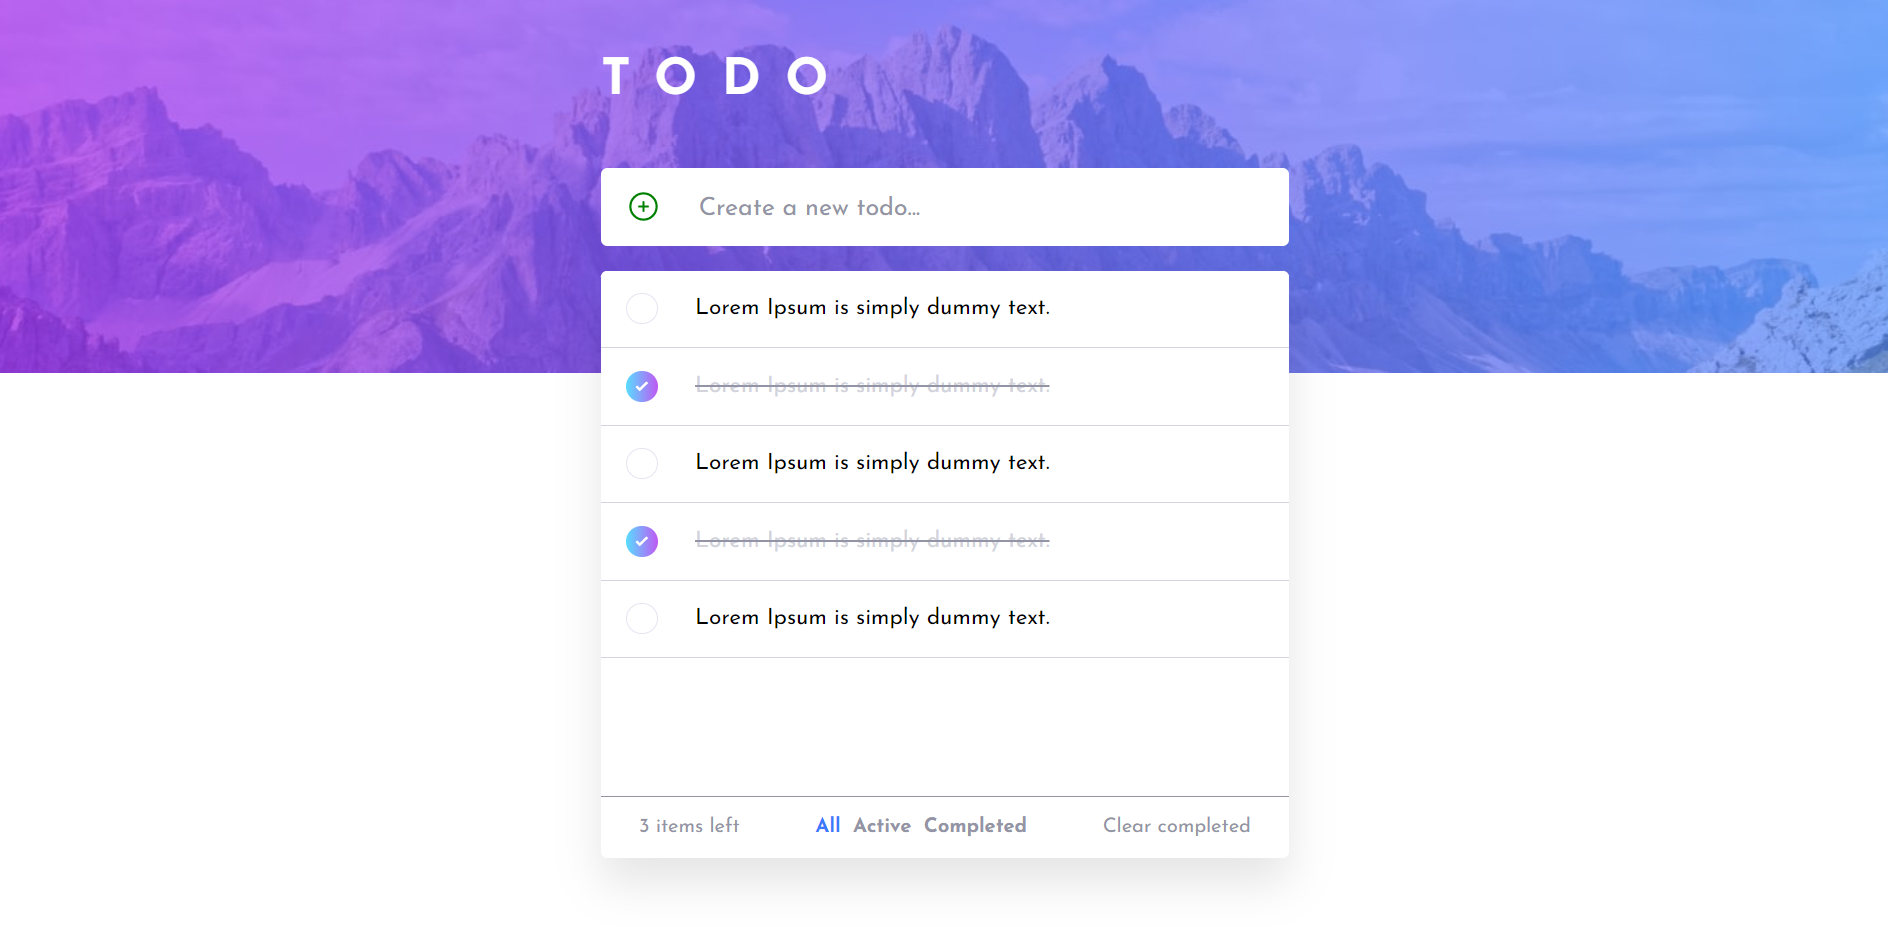 TODO
Create a new todo...
Lorem Ipsum is simply dummy text.
Lorem Ipsum is simply dummy text.
Lorem Ipsum is simply dummy text.
Lorem Ipsum is simply dummy text.
Lorem Ipsum is simply dummy text.
3 items left All Active Completed Clear completed